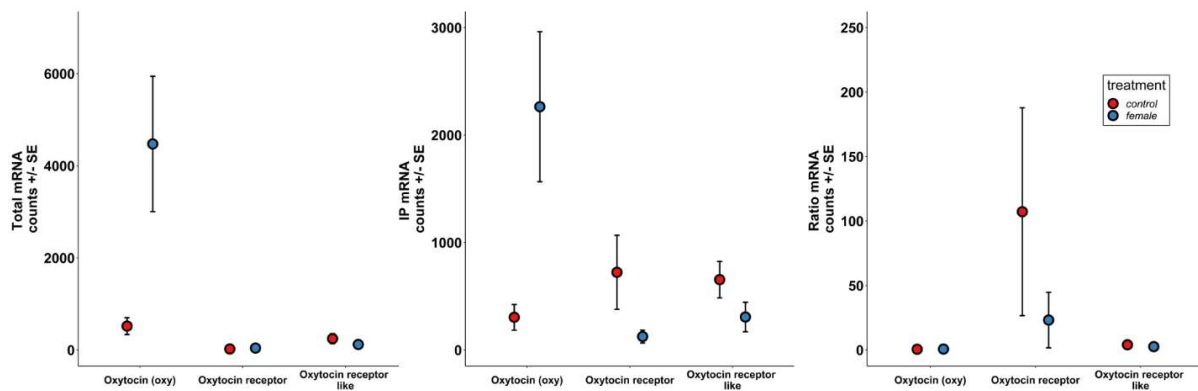 Total mRNA
counts +/- SE
6000
4000
2000
0
Oxytocin (oxy)
Oxytocin receptor
Oxytocin receptor
like
IP mRNA
counts +/- SE
3000
2000
1000
0
Oxytocin (oxy)
Oxytocin receptor
Oxytocin receptor
like
Ratio mRNA
counts +/- SE
250
200
150
100
50
0
Oxytocin (oxy)
Oxytocin receptor
Oxytocin receptor
like
treatment
control
female